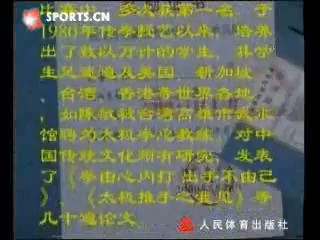 SPORTS.CN
比赛中，多次获第一名。于
1980年传拳授艺以来，培养
出了数以万计的学生，其学
生足迹遍及美国、新加坡
、台湾、香港等世界各地
，如陈敏被台湾高雄市武术
馆聘为太极拳总教练。对中
国传统文化颇有研究，发表
了《拳由心内打 出手不由己
》、《太极推手之我见》等
几十遍论文。
人民体育出版社